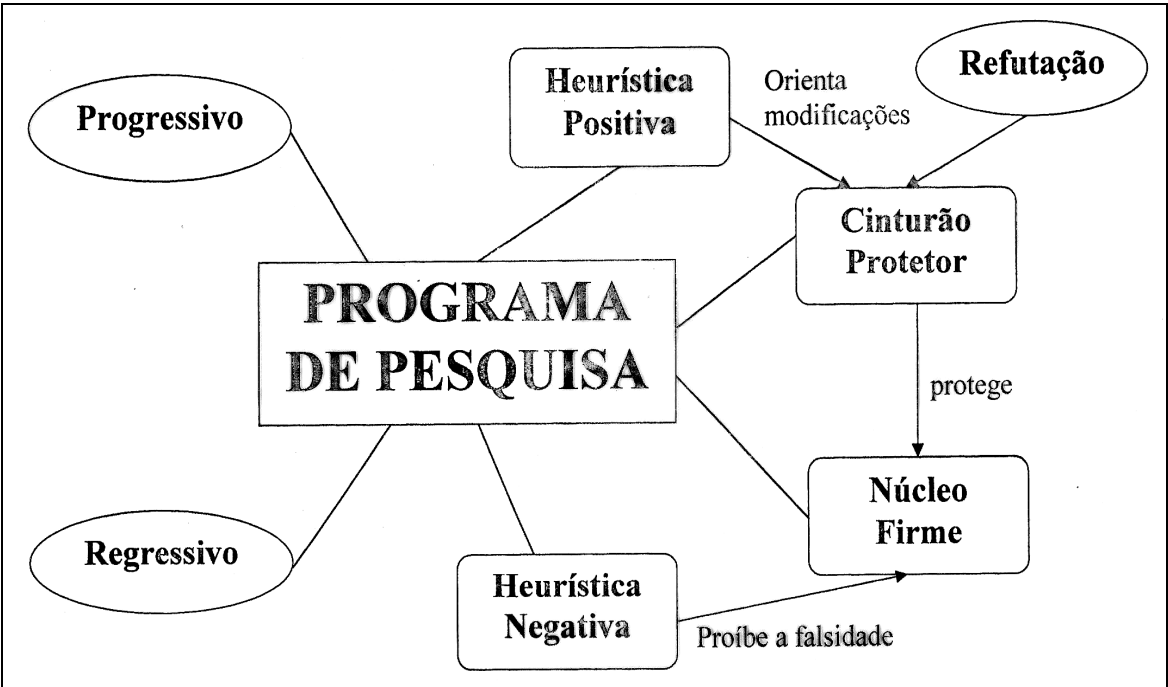 Progressivo
Heurística
Positiva
Orienta
modificações
Refutação
Cinturão
Protetor
PROGRAMA
DE PESQUISA
protege
Núcleo
Firme
Regressivo
Heurística
Negativa
Proíbe a falsidade